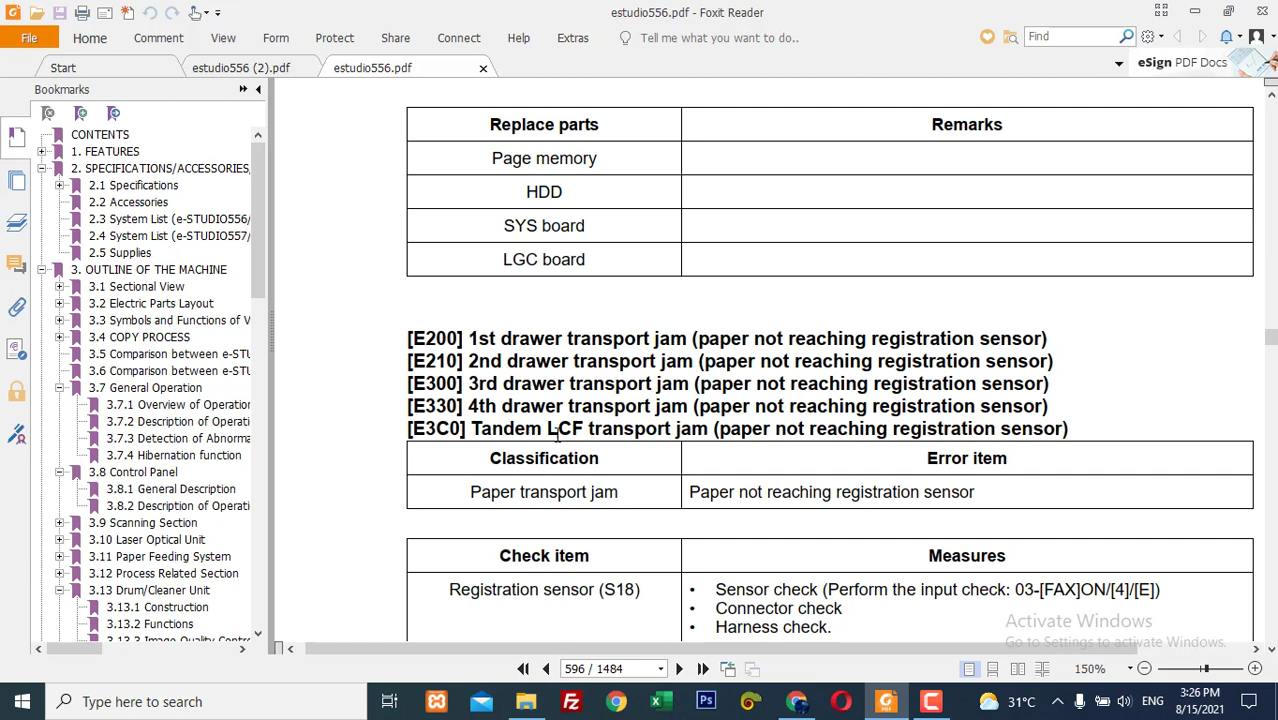 estudio556.pdf - Foxit Reader
File Home Comment View Form Protect Share Connect Help Extras Tell me what you want to do.. Find
Start estudio556 (2).pdf estudio556.pdf eSign PDF Docs
Bookmarks
CONTENTS
1. FEATURES
2. SPECIFICATIONS/ACCESSORIES,
2.1 Specifications
2.2 Accessories
2.3 System List (e-STUDIO556/
2.4 System List (e-STUDIO557/
2.5 Supplies
3. OUTLINE OF THE MACHINE
3.1 Sectional View
3.2 Electric Parts Layout
3.3 Symbols and Functions of V
3.4 COPY PROCESS
3.5 Comparison between e-STU
3.6 Comparison between e-STU
3.7 General Operation
3.7.1 Overview of Operation
3.7.2 Description of Operati
3.7.3 Detection of Abnorma
3.7.4 Hibernation function
3.8 Control Panel
3.8.1 General Description
3.8.2 Description of Operati
3.9 Scanning Section
3.10 Laser Optical Unit
3.11 Paper Feeding System
3.12 Process Related Section
3.13 Drum/Cleaner Unit
3.13.1 Construction
3.13.2 Functions
3.13.3 Image Quality Contr
Replace parts Remarks
Page memory
HDD
SYS board
LGC board
[E200] 1st drawer transport jam (paper not reaching registration sensor)
[E210] 2nd drawer transport jam (paper not reaching registration sensor)
[E300] 3rd drawer transport jam (paper not reaching registration sensor)
[E330] 4th drawer transport jam (paper not reaching registration sensor)
[E3C0] Tandem LCF transport jam (paper not reaching registration sensor)
Classification Error item
Paper transport jam Paper not reaching registration sensor
Check item Measures
Registration sensor (S18) • Sensor check (Perform the input check: 03-[FAX]ON/[4]/[E])
• Connector check
• Harness check.
Activate Windows
Go to Settings to activate Windows.
596 / 1484 150%
Type here to search 31°C ENG 3:26 PM
8/15/2021